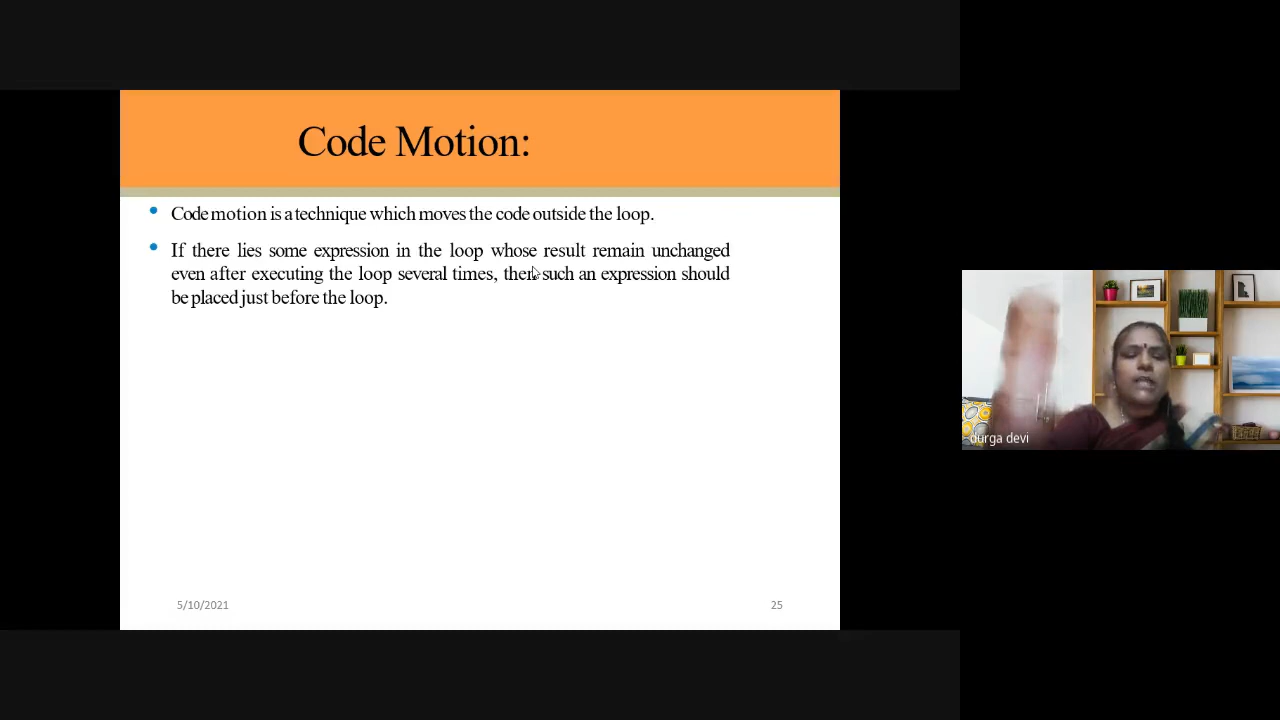 Code Motion:
Code motion is a technique which moves the code outside the loop.
If there lies some expression in the loop whose result remain unchanged
even after executing the loop several times, then such an expression should
be placed just before the loop.
durga devi
5/10/2021
25